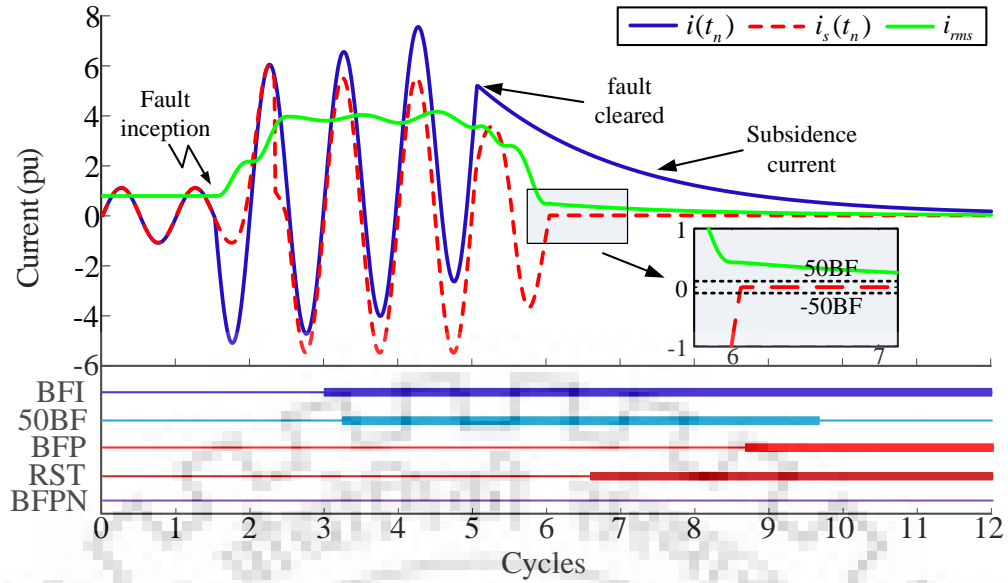 8
6
4
2
0
-2
-4
-6
Current (pu)
i(tn) is(tn) irms
Fault
inception
fault
cleared
Subsidence
current
1
0
-1
50BF
-50BF
6 7
BFI
50BF
BFP
RST
BFPN
0 1 2 3 4 5 6 7 8 9 10 11 12
Cycles